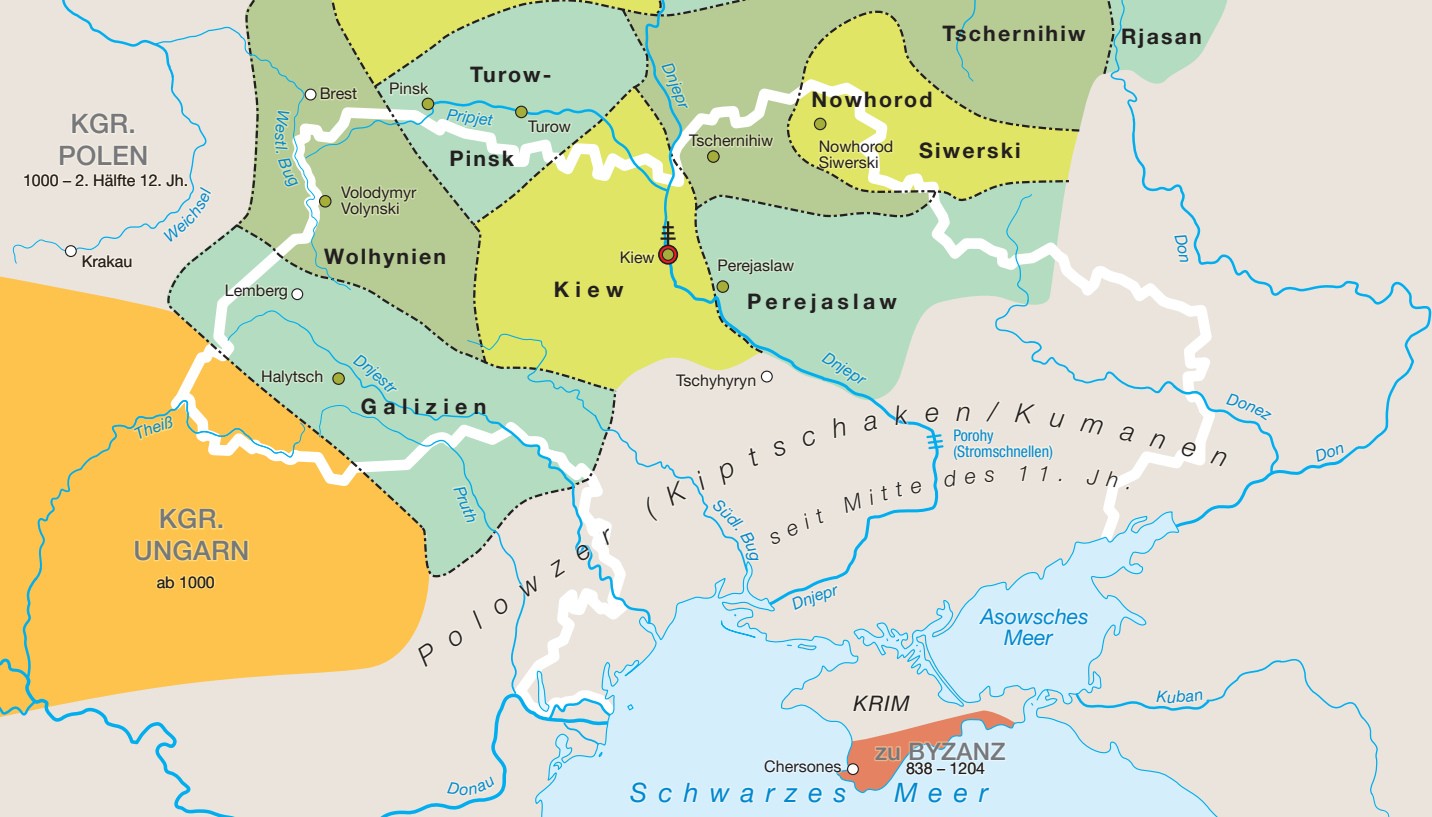 Tschernihiw
Rjasan
KGR.
POLEN
1000 – 2. Hälfte 12. Jh.
Brest
Pinsk
Turow-
Pripjet
Turow
Pinsk
Dnjepr
Tschernihiw
Nowhorod
Nowhorod
Siwerski
Siwerski
Westl. Bug
Weichsel
Krakau
Volodymyr
Volynski
Wolhynien
Lemberg
Kiew
Kiew
Perejaslaw
Perejaslaw
Don
Halytsch
Dnjestr
Galizien
Tschyhyryn
Dnjepr
Theiß
Donez
Don
Porohy
(Stromschnellen)
Polowzer (Kiptschaken/Kumanen
seit Mitte des 11. Jh.
KGR.
UNGARN
ab 1000
Pruth
Südl. Bug
Dnjepr
Asowsches
Meer
KRIM
Kuban
zu BYZANZ
838 – 1204
Chersones
Donau
Schwarzes Meer